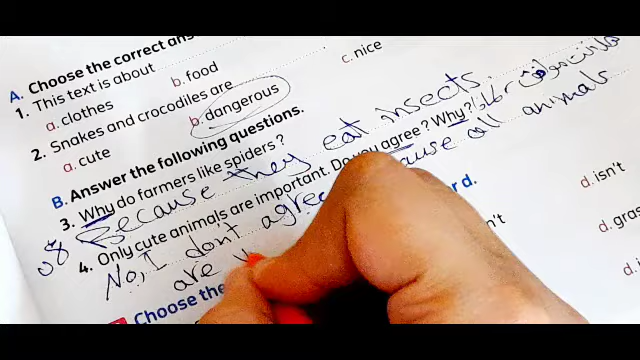 A. Choose the correct ans
1. This text is about
a. clothes b. food c. nice
2. Snakes and crocodiles are
a. cute b. dangerous
B. Answer the following questions.
3. Why do farmers like spiders?
Because they eat insects.
4. Only cute animals are important. Do you agree? Why?
No, I don't agree because all animals
are
r d.
n't d. isn't
Choose the d. gras